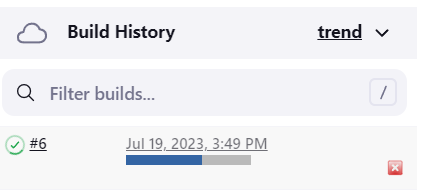 Build History trend
Filter builds... /
#6 Jul 19, 2023, 3:49 PM